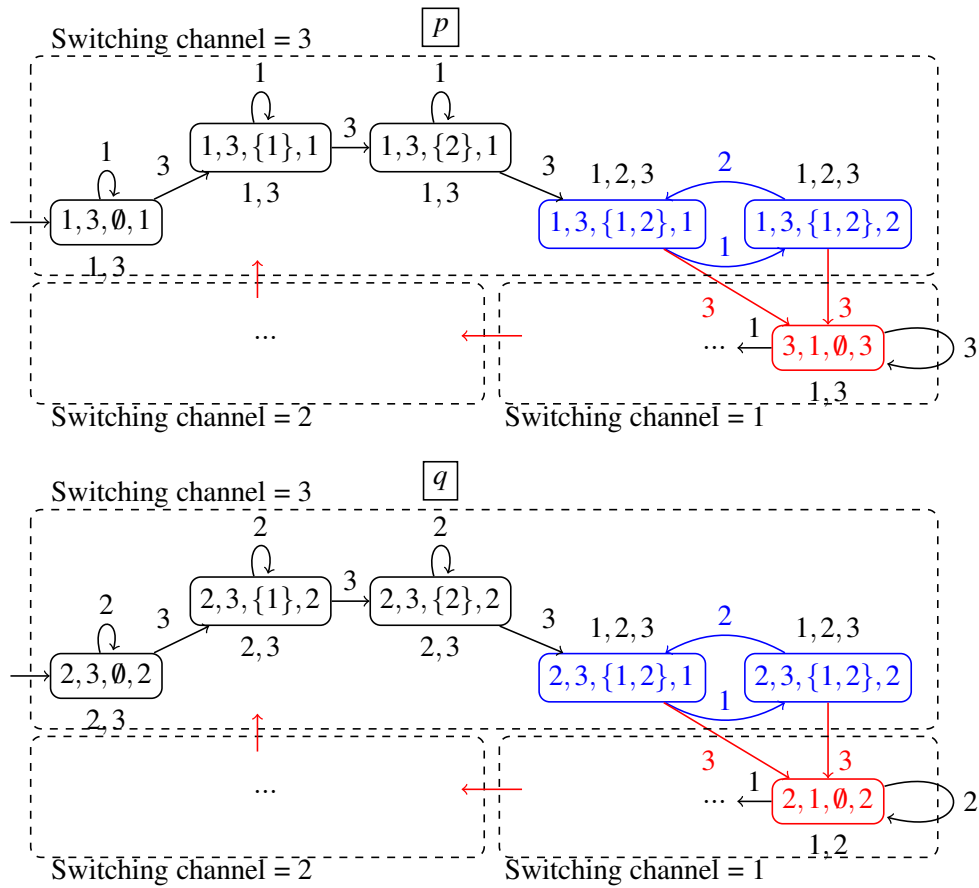 p
Switching channel = 3
1 1
1 3 3
1, 3, {1}, 1 1, 3, {2}, 1
3 1, 2, 3 2 1, 2, 3
1, 3 1, 3
1, 3, ∅, 1 1, 3, {1, 2}, 1 1, 3, {1, 2}, 2
1
1, 3
3 3
... ... 1 3, 1, ∅, 3 3
1, 3
Switching channel = 2 Switching channel = 1
q
Switching channel = 3
2 2
2 3 3
2, 3, {1}, 2 2, 3, {2}, 2
3 1, 2, 3 2 1, 2, 3
2, 3 2, 3
2, 3, ∅, 2 2, 3, {1, 2}, 1 2, 3, {1, 2}, 2
1
2, 3
3 3
... ... 1 2, 1, ∅, 2 2
1, 2
Switching channel = 2 Switching channel = 1